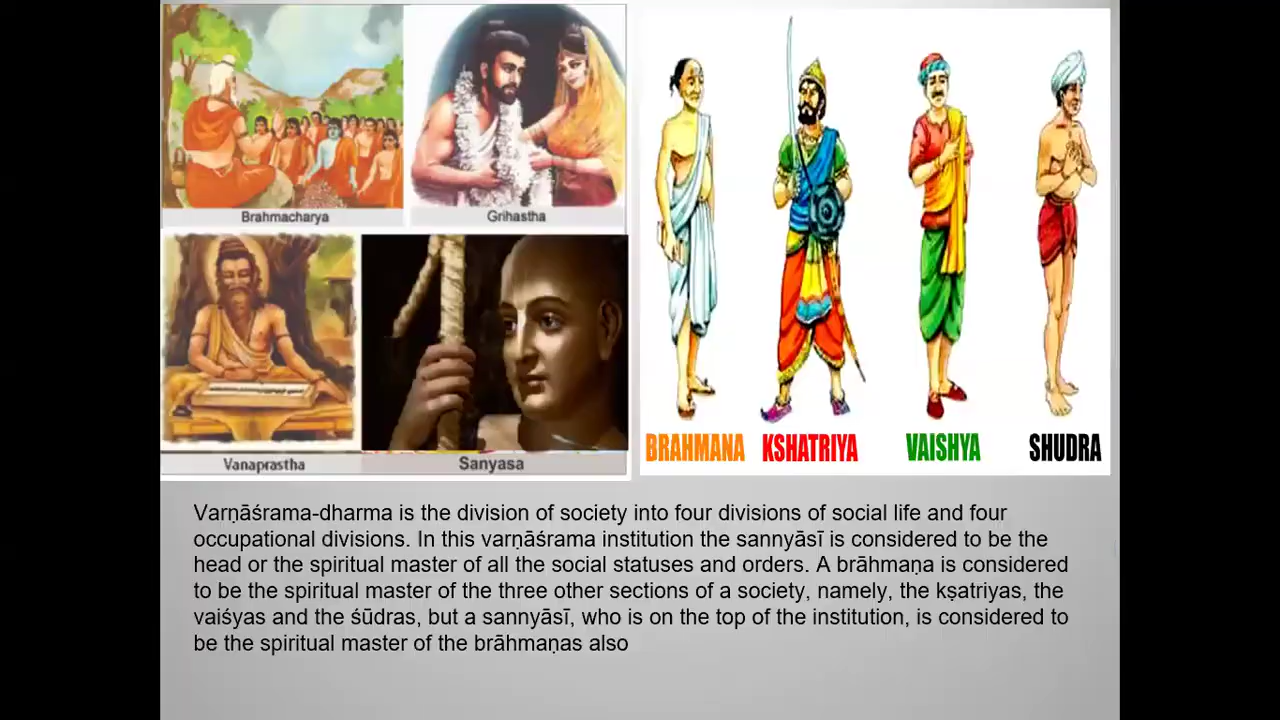 Brahmacharya
Grihastha
Vanaprastha
Sanyasa
BRAHMANA KSHATRIYA VAISHYA SHUDRA
Varṇāśrama-dharma is the division of society into four divisions of social life and four
occupational divisions. In this varṇāśrama institution the sannyāsī is considered to be the
head or the spiritual master of all the social statuses and orders. A brāhmaṇa is considered
to be the spiritual master of the three other sections of a society, namely, the kṣatriyas, the
vaiśyas and the śūdras, but a sannyāsī, who is on the top of the institution, is considered to
be the spiritual master of the brāhmaṇas also